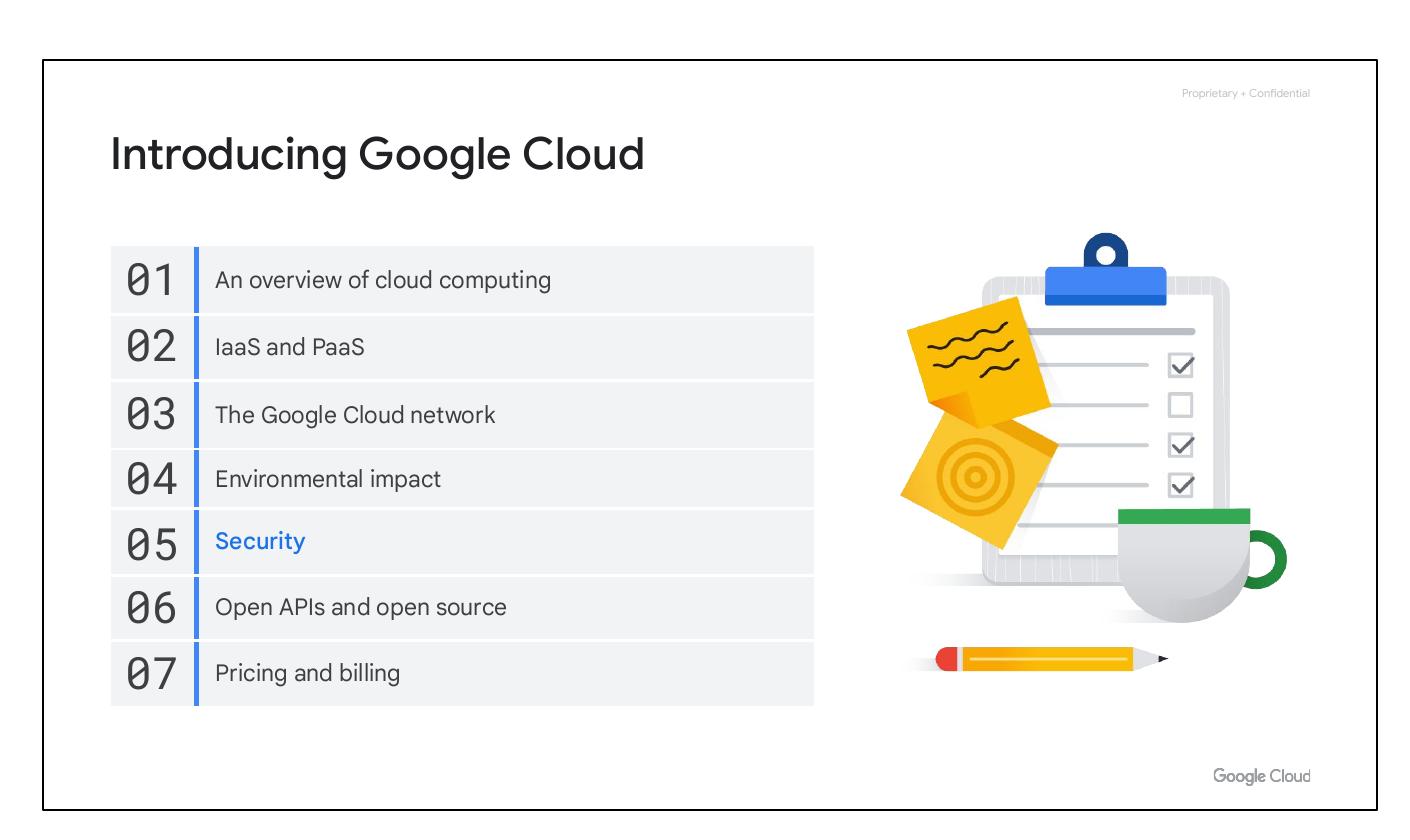 Proprietary + Confidential
Introducing Google Cloud
01 An overview of cloud computing
02 IaaS and PaaS
03 The Google Cloud network
04 Environmental impact
05 Security
06 Open APIs and open source
07 Pricing and billing
Google Cloud